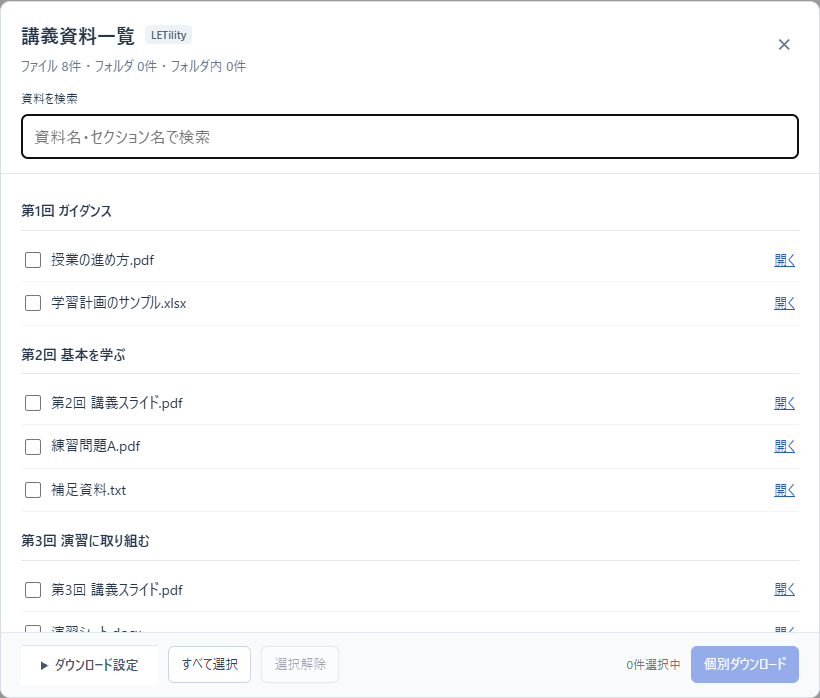 講義資料一覧 LETility
ファイル 8件・フォルダ 0件・フォルダ内 0件
資料を検索
資料名・セクション名で検索
第1回 ガイダンス
授業の進め方.pdf 開く
学習計画のサンプル.xlsx 開く
第2回 基本を学ぶ
第2回 講義スライド.pdf 開く
練習問題A.pdf 開く
補足資料.txt 開く
第3回 演習に取り組む
第3回 講義スライド.pdf 開く
演習シート.docx 開く
▶ ダウンロード設定 すべて選択 選択解除 0件選択中 個別ダウンロード